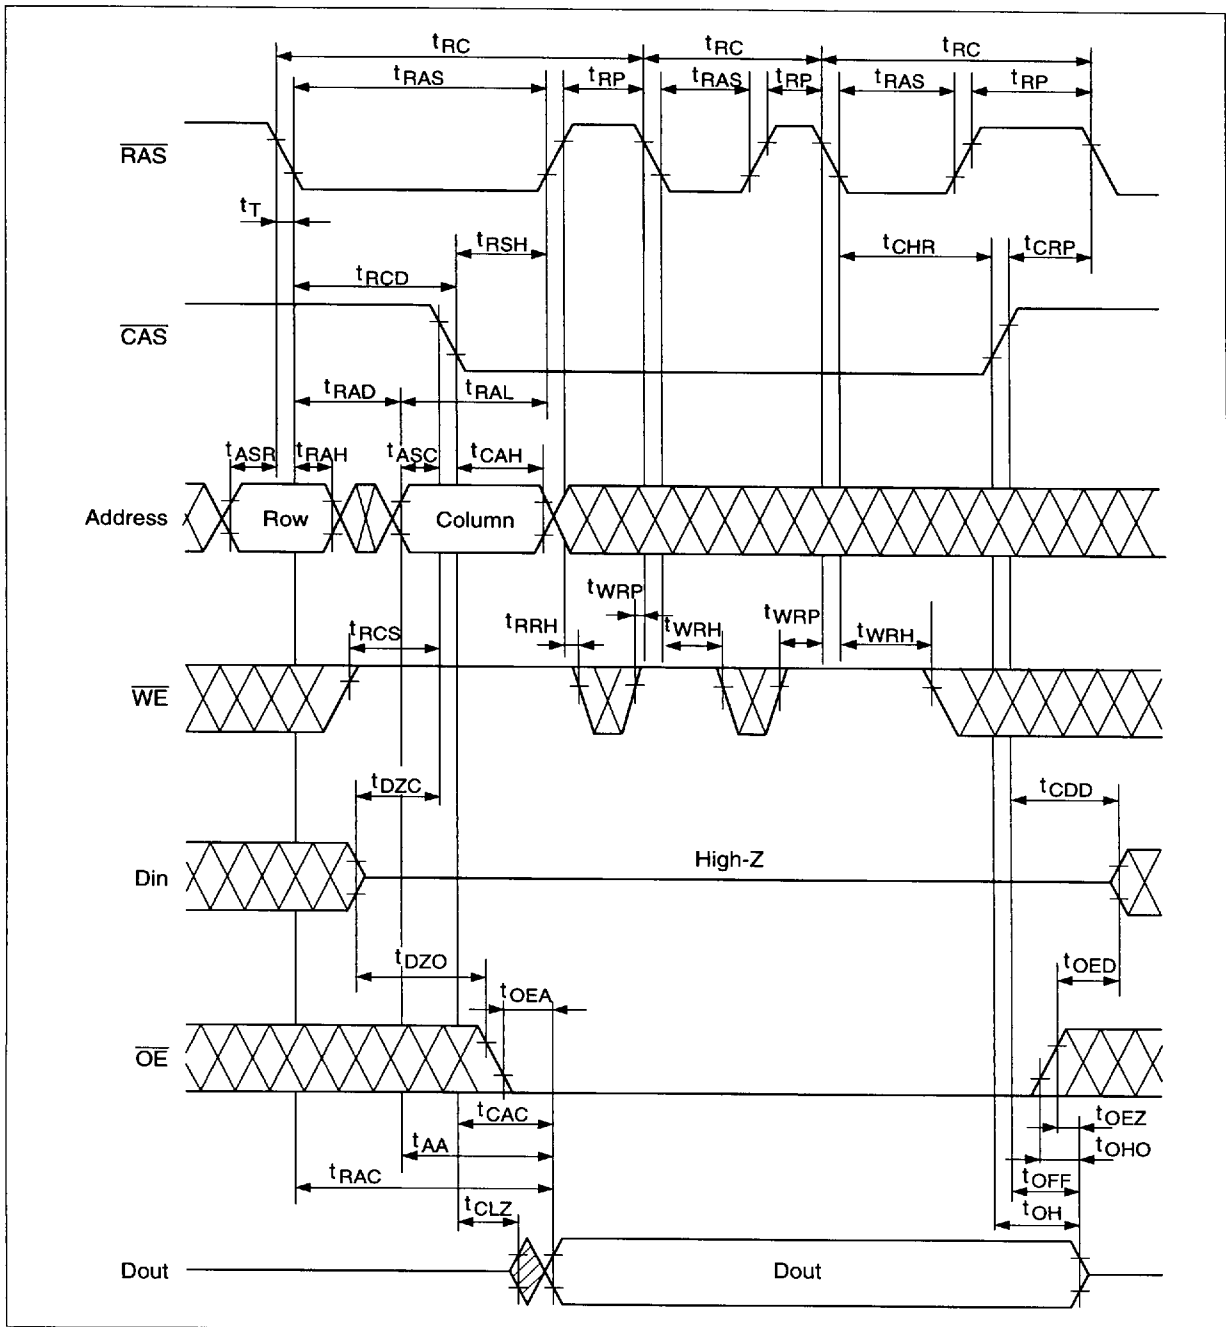 tRC tRC tRC
tRAS tRP tRAS tRP tRAS tRP
RAS
tT
tRSH tCHR tCRP
tRCD
CAS
tRAD tRAL
tASR tRAH tASC tCAH
Address Row Column
tWRP
tRRH tWRH tWRP
tRCS tWRH
WE
tDZC tCDD
High-Z
Din
tDZO tOED
tOEA
OE
tCAC tOEZ
tAA tOHO
tRAC tOFF
tCLZ tOH
Dout Dout